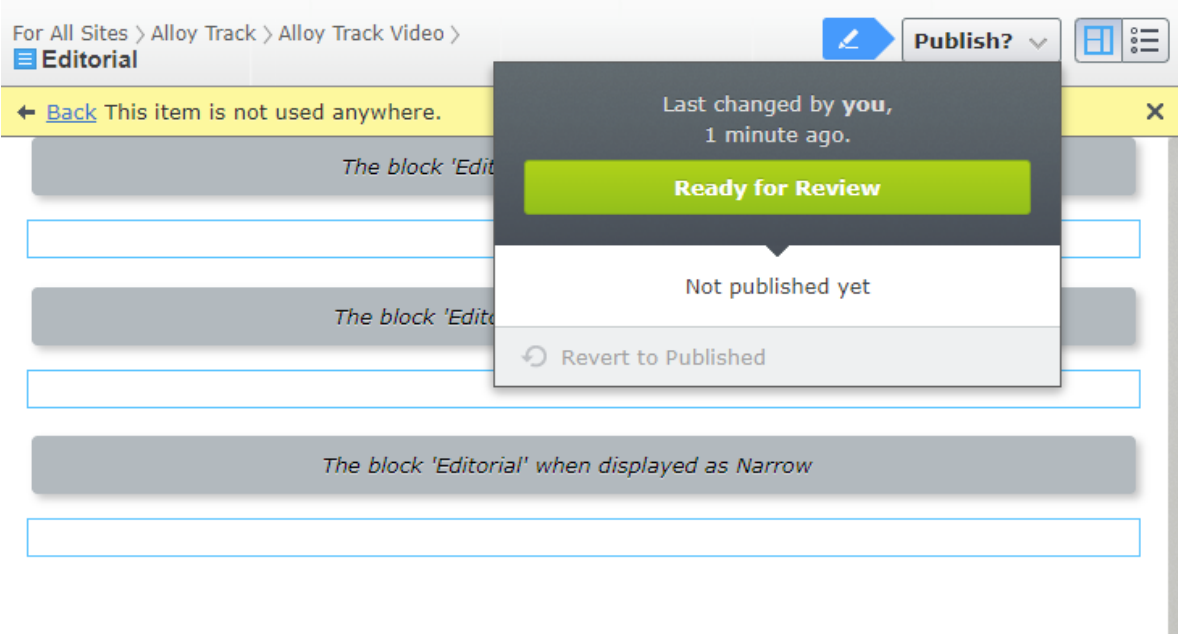 For All Sites > Alloy Track > Alloy Track Video >
Editorial
Publish?
Back This item is not used anywhere.
Last changed by you,
1 minute ago.
Ready for Review
Not published yet
Revert to Published
The block 'Edit
The block 'Edito
The block 'Editorial' when displayed as Narrow